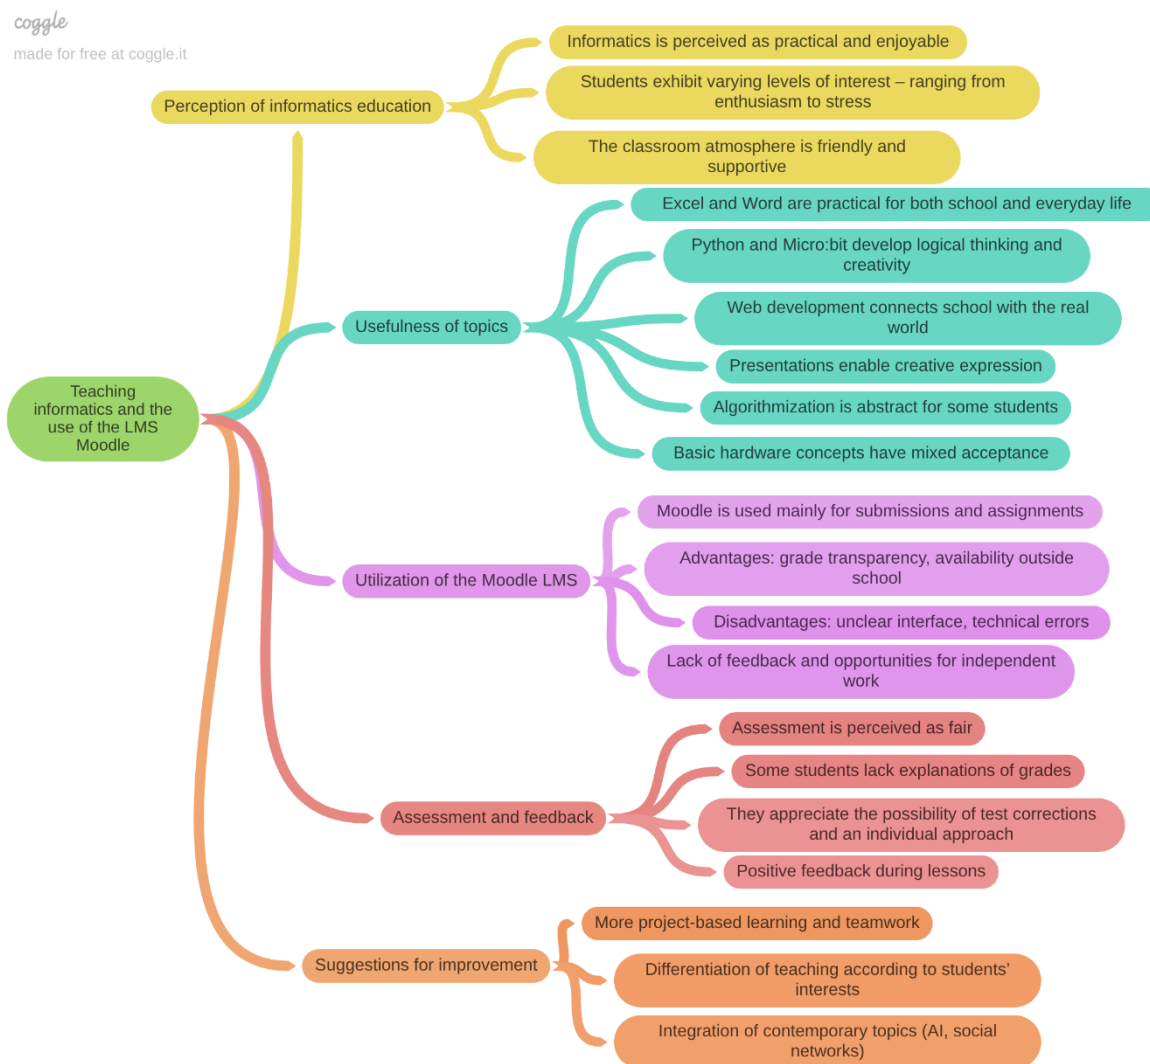 coggle
made for free at coggle.it
Informatics is perceived as practical and enjoyable
Students exhibit varying levels of interest – ranging from
enthusiasm to stress
Perception of informatics education
The classroom atmosphere is friendly and
supportive
Excel and Word are practical for both school and everyday life
Python and Micro:bit develop logical thinking and
creativity
Web development connects school with the real
world
Usefulness of topics
Presentations enable creative expression
Algorithmization is abstract for some students
Basic hardware concepts have mixed acceptance
Teaching
informatics and the
use of the LMS
Moodle
Moodle is used mainly for submissions and assignments
Advantages: grade transparency, availability outside
school
Utilization of the Moodle LMS
Disadvantages: unclear interface, technical errors
Lack of feedback and opportunities for independent
work
Assessment is perceived as fair
Some students lack explanations of grades
Assessment and feedback
They appreciate the possibility of test corrections
and an individual approach
Positive feedback during lessons
More project-based learning and teamwork
Suggestions for improvement
Differentiation of teaching according to students’
interests
Integration of contemporary topics (AI, social
networks)